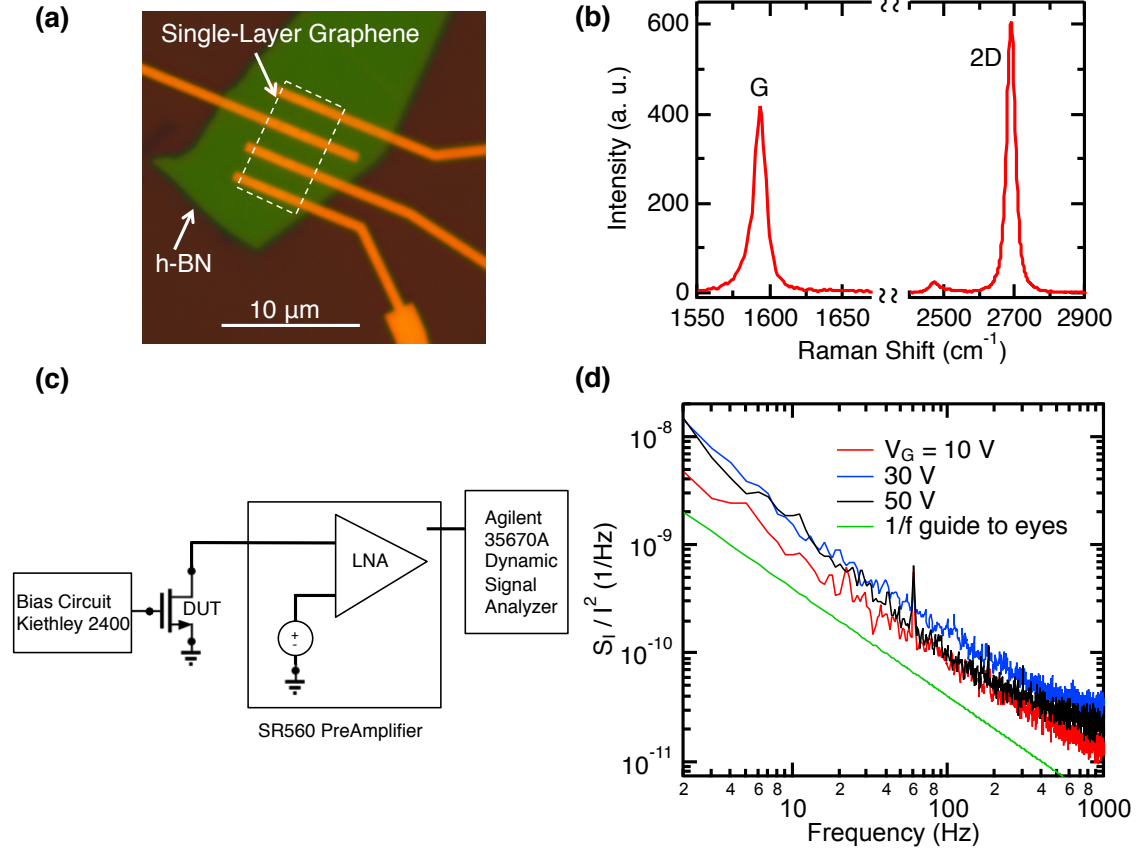 (a)
Single-Layer Graphene
h-BN
10 µm
(b)
600
400
200
0
Intensity (a. u.)
G
2D
1550 1600 1650 2500 2700 2900
Raman Shift (cm-1)
(c)
Bias Circuit
Kiethley 2400
DUT
LNA
+
-
Agilent
35670A
Dynamic
Signal
Analyzer
SR560 PreAmplifier
(d)
10-8
10-9
10-10
10-11
SI / I2 (1/Hz)
VG = 10 V
30 V
50 V
1/f guide to eyes
2 4 6 8 10 2 4 6 8 100 2 4 6 8 1000
Frequency (Hz)